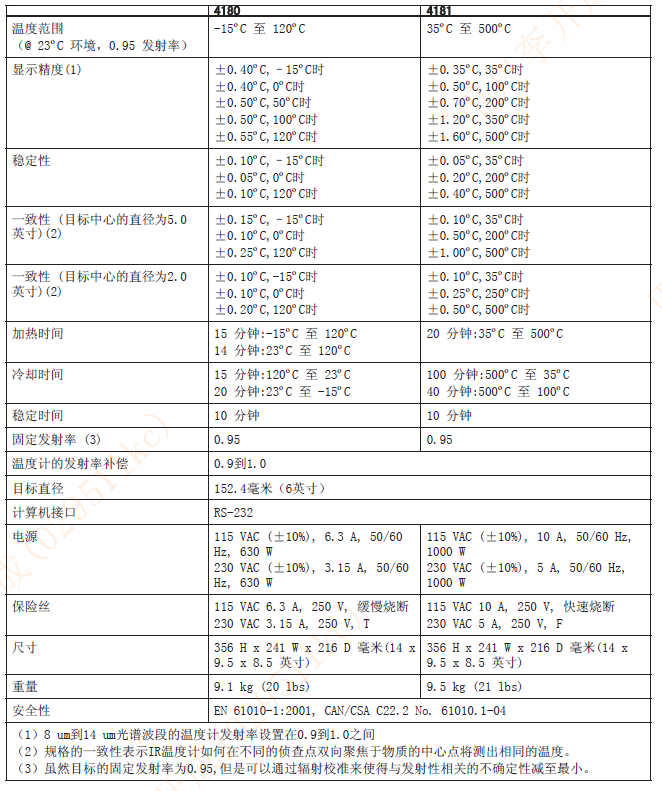 4180 4181
温度范围 -15°C 至 120°C 35°C 至 500°C
(@ 23°C 环境，0.95 发射率)
显示精度(1) ±0.40°C,－15°C时 ±0.35°C,35°C时
±0.40°C,0°C时 ±0.50°C,100°C时
±0.50°C,50°C时 ±0.70°C,200°C时
±0.50°C,100°C时 ±1.20°C,350°C时
±0.55°C,120°C时 ±1.60°C,500°C时
稳定性 ±0.10°C,－15°C时 ±0.05°C,35°C时
±0.05°C,0°C时 ±0.20°C,200°C时
±0.10°C,120°C时 ±0.40°C,500°C时
一致性 (目标中心的直径为5.0 ±0.15°C,－15°C时 ±0.10°C,35°C时
英寸)(2) ±0.10°C,0°C时 ±0.50°C,200°C时
±0.25°C,120°C时 ±1.00°C,500°C时
一致性 (目标中心的直径为2.0 ±0.10°C,-15°C时 ±0.10°C,35°C时
英寸)(2) ±0.10°C,0°C时 ±0.25°C,250°C时
±0.20°C,120°C时 ±0.50°C,500°C时
加热时间 15 分钟:-15°C 至 120°C 20 分钟:35°C 至 500°C
14 分钟:23°C 至 120°C
冷却时间 15 分钟:120°C 至 23°C 100 分钟:500°C 至 35°C
20 分钟:23°C 至 -15°C 40 分钟:500°C 至 100°C
稳定时间 10 分钟 10 分钟
固定发射率 (3) 0.95 0.95
温度计的发射率补偿 0.9到1.0
目标直径 152.4毫米（6英寸）
计算机接口 RS-232
电源 115 VAC (±10%), 6.3 A, 50/60 115 VAC (±10%), 10 A, 50/60 Hz,
Hz, 630 W 1000 W
230 VAC (±10%), 3.15 A, 50/60 230 VAC (±10%), 5 A, 50/60 Hz,
Hz, 630 W 1000 W
保险丝 115 VAC 6.3 A, 250 V, 缓慢烧断 115 VAC 10 A, 250 V, 快速烧断
230 VAC 3.15 A, 250 V, T 230 VAC 5 A, 250 V, F
尺寸 356 H x 241 W x 216 D 毫米(14 x 356 H x 241 W x 216 D 毫米(14 x
9.5 x 8.5 英寸) 9.5 x 8.5 英寸)
重量 9.1 kg (20 lbs) 9.5 kg (21 lbs)
安全性 EN 61010-1:2001, CAN/CSA C22.2 No. 61010.1-04
（1）8 um到14 um光谱波段的温度计发射率设置在0.9到1.0之间
（2）规格的一致性表示IR温度计如何在不同的侦查点双向聚焦于物质的中心点将测出相同的温度。
（3）虽然目标的固定发射率为0.95,但是可以通过辐射校准来使得与发射性相关的不确定性减至最小。